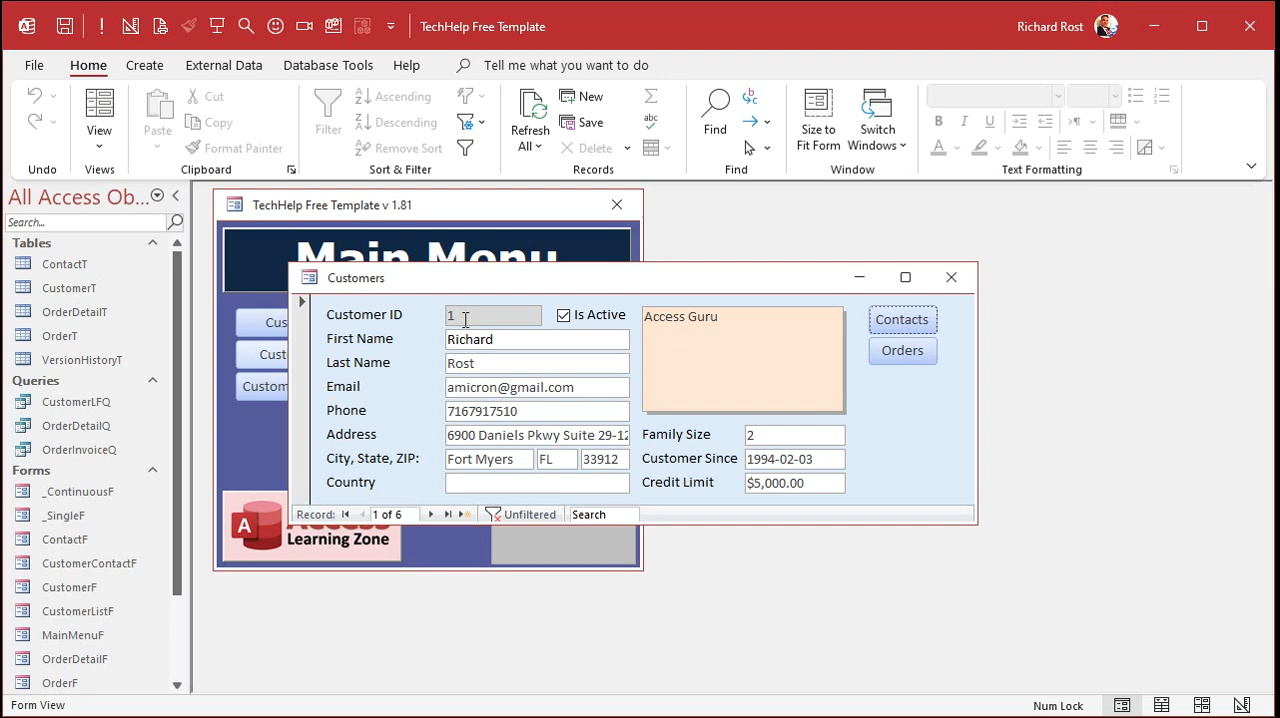 TechHelp Free Template
Richard Rost
File Home Create External Data Database Tools Help Tell me what you want to do
Undo
View
Views
Paste
Cut
Copy
Format Painter
Clipboard
Filter
Ascending
Descending
Remove Sort
Sort & Filter
Refresh
All
New
Save
Delete
Records
Find
Find
Size to
Fit Form
Switch
Windows
Window
B I U
A
Text Formatting
All Access Ob...
Search...
Tables
ContactT
CustomerT
OrderDetailT
OrderT
VersionHistoryT
Queries
CustomerLFQ
OrderDetailQ
OrderInvoiceQ
Forms
_ContinuousF
_SingleF
ContactF
CustomerContactF
CustomerF
CustomerListF
MainMenuF
OrderDetailF
OrderF
TechHelp Free Template v 1.81
Main Menu
Cus
Custo
Custom
A
Learning Zone
Customers
Customer ID 1 Is Active
First Name Richard
Last Name Rost
Email amicron@gmail.com
Phone 7167917510
Address 6900 Daniels Pkwy Suite 29-12
City, State, ZIP: Fort Myers FL 33912
Country
Access Guru
Family Size 2
Customer Since 1994-02-03
Credit Limit $5,000.00
Contacts
Orders
Record: 1 of 6 Unfiltered Search
Form View
Num Lock